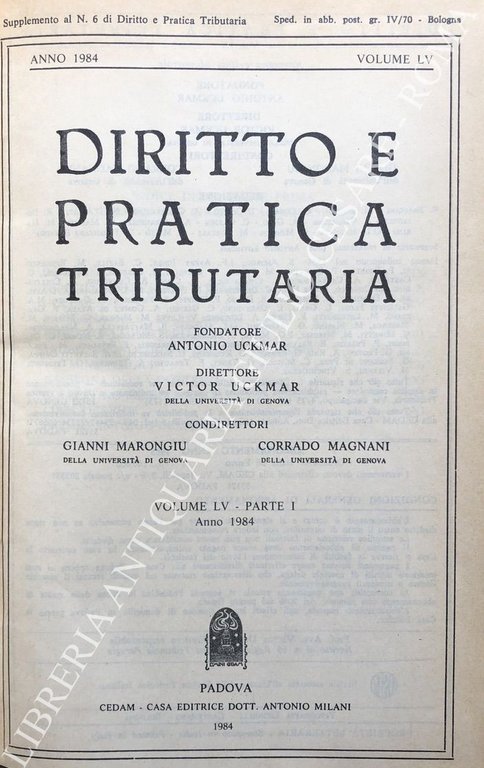 Supplemento al N. 6 di Diritto e Pratica Tributaria Sped. in abb. post. gr. IV/70 - Bologna
ANNO 1984 VOLUME LV
DIRITTO E
PRATICA
TRIBUTARIA
FONDATORE
ANTONIO UCKMAR
DIRETTORE
VICTOR UCKMAR
DELLA UNIVERSITÀ DI GENOVA
CONDIRETTORI
GIANNI MARONGIU CORRADO MAGNANI
DELLA UNIVERSITÀ DI GENOVA DELLA UNIVERSITÀ DI GENOVA
VOLUME LV - PARTE I
Anno 1984
PADOVA
CEDAM - CASA EDITRICE DOTT. ANTONIO MILANI
1984
LIBRERIA ANTIQUARIA GIULIO CESARE - ROMA